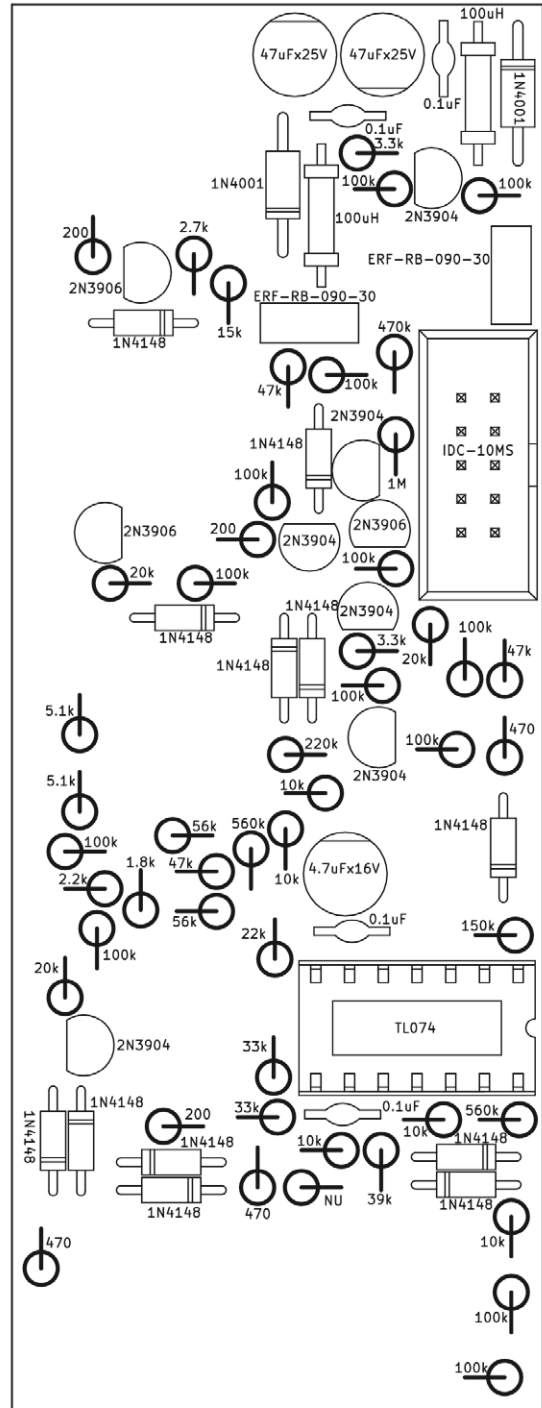 100uH
47uFx25V 47uFx25V
1N4001
0.1uF
0.1uF
3.3k
1N4001
100k
100k
2N3904
100uH
200
2.7k
ERF-RB-090-30
2N3906
ERF-RB-090-30
15k
1N4148
470k
47k
100k
2N3904
1N4148
IDC-10MS
100k
1M
2N3906
200
2N3904
2N3906
100k
20k
100k
1N4148
2N3904
1N4148
3.3k
20k
100k
47k
1N4148
100k
5.1k
220k
100k
470
2N3904
10k
5.1k
1N4148
56k
560k
100k
1.8k
47k
10k
4.7uFx16V
2.2k
56k
0.1uF
22k
150k
100k
20k
TL074
2N3904
33k
1N4148
1N4148
33k
0.1uF
560k
200
10k
1N4148
10k
1N4148
1N4148
470
NU
39k
1N4148
470
10k
100k
100k